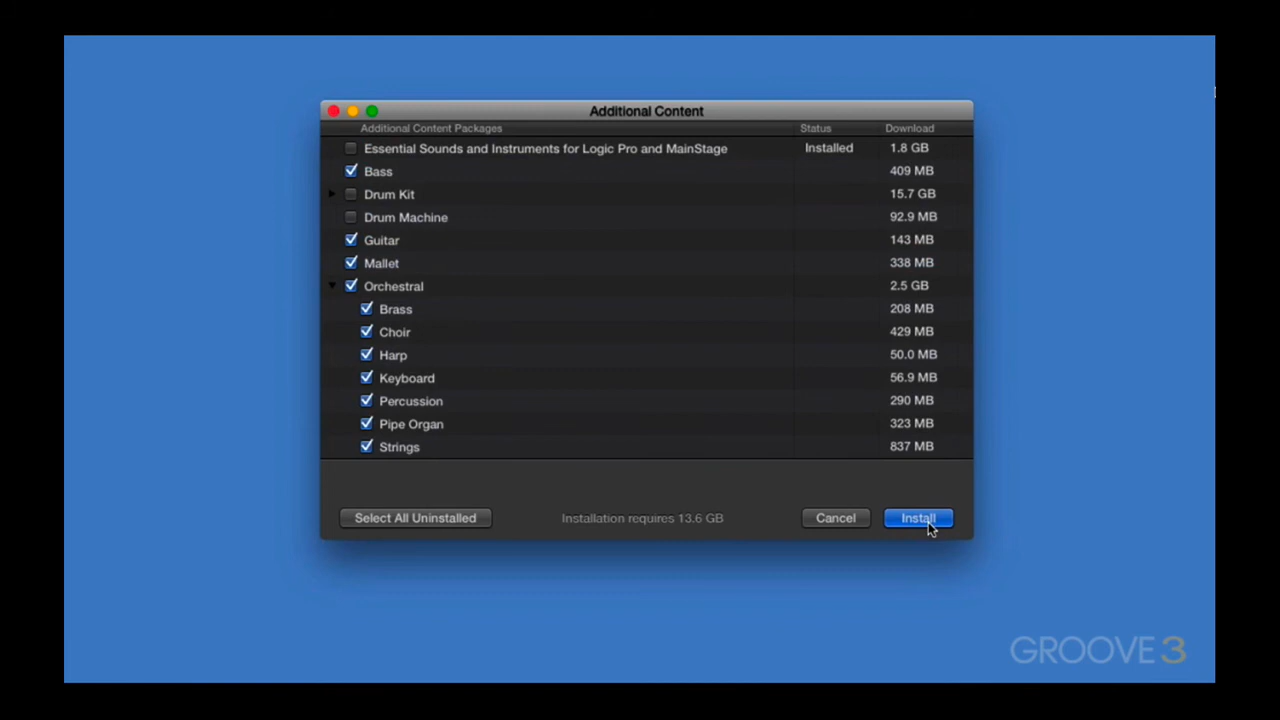 Additional Content
Additional Content Packages Status Download
Essential Sounds and Instruments for Logic Pro and MainStage Installed 1.8 GB
Bass 409 MB
Drum Kit 15.7 GB
Drum Machine 92.9 MB
Guitar 143 MB
Mallet 338 MB
Orchestral 2.5 GB
Brass 208 MB
Choir 429 MB
Harp 50.0 MB
Keyboard 56.9 MB
Percussion 290 MB
Pipe Organ 323 MB
Strings 837 MB
Select All Uninstalled Installation requires 13.6 GB Cancel Install
GROOVE3